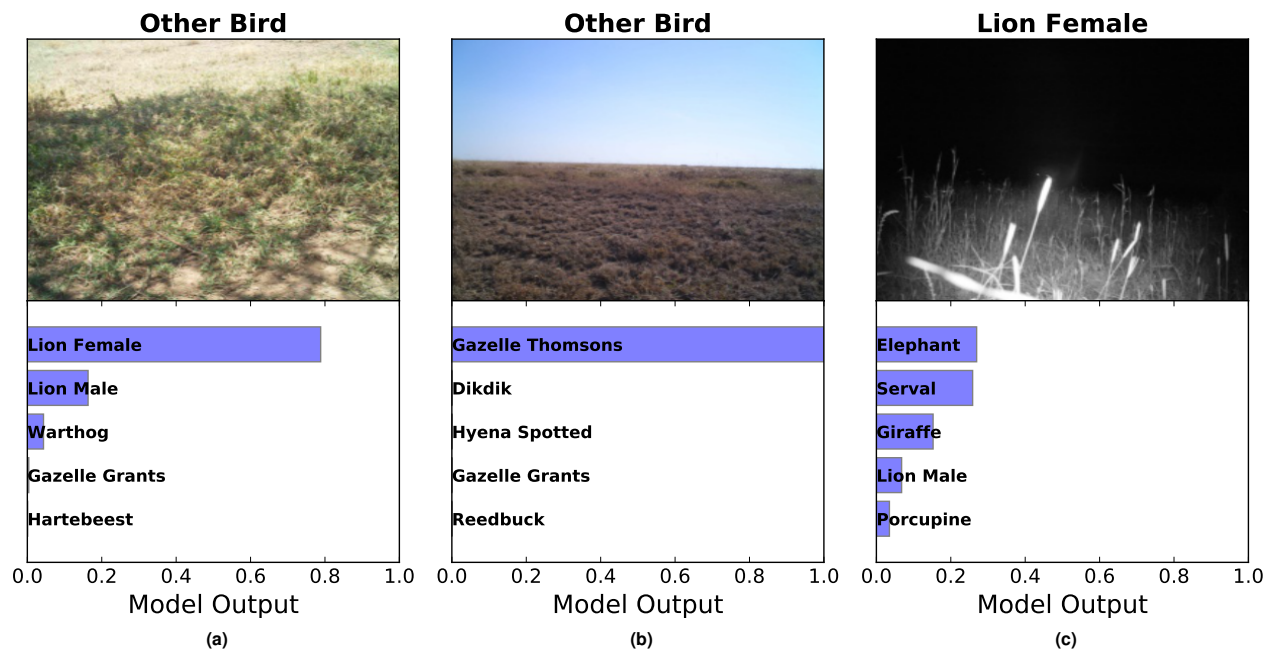 Other Bird
Lion Female
Lion Male
Warthog
Gazelle Grants
Hartebeest
0.0 0.2 0.4 0.6 0.8 1.0
Model Output
(a)
Other Bird
Gazelle Thomsons
Dikdik
Hyena Spotted
Gazelle Grants
Reedbuck
0.0 0.2 0.4 0.6 0.8 1.0
Model Output
(b)
Lion Female
Elephant
Serval
Giraffe
Lion Male
Porcupine
0.0 0.2 0.4 0.6 0.8 1.0
Model Output
(c)